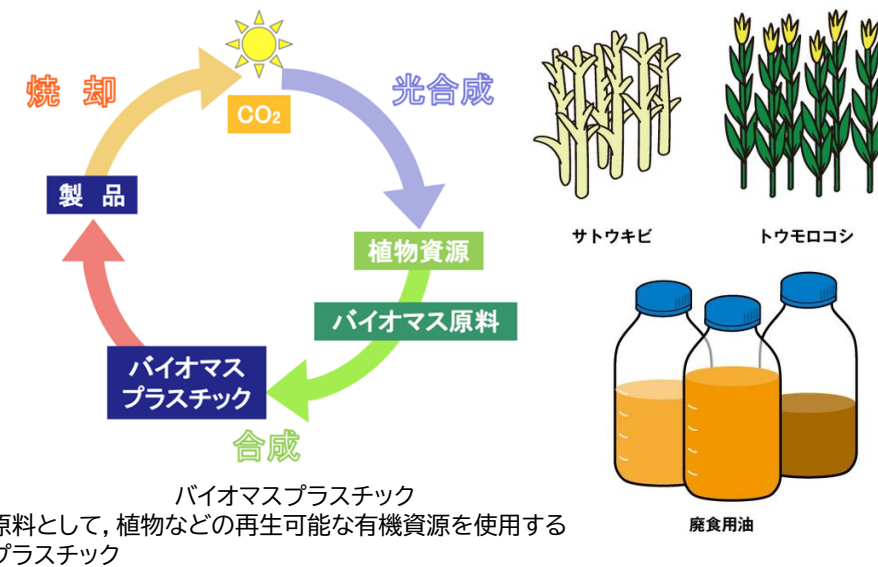 焼 却
CO₂
光合成
製 品
植物資源
バイオマス原料
バイオマス
プラスチック
合成
サトウキビ
トウモロコシ
廃食用油
バイオマスプラスチック
原料として，植物などの再生可能な有機資源を使用する
プラスチック